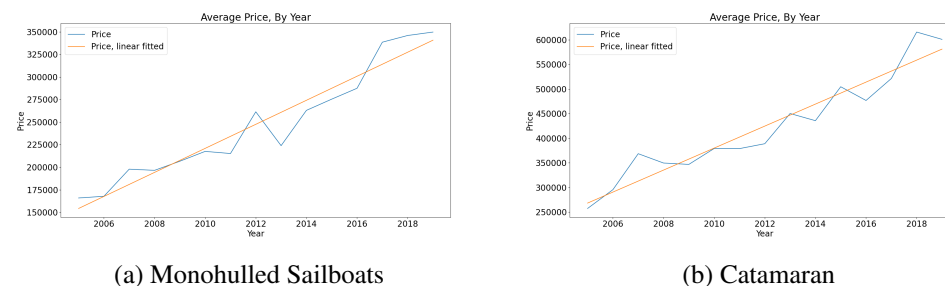 Average Price, By Year
Price
Price, linear fitted
350000
325000
300000
275000
250000
225000
200000
175000
150000
Price
2006 2008 2010 2012 2014 2016 2018
Year
(a) Monohulled Sailboats
Average Price, By Year
Price
Price, linear fitted
600000
550000
500000
450000
400000
350000
300000
250000
Price
2006 2008 2010 2012 2014 2016 2018
Year
(b) Catamaran